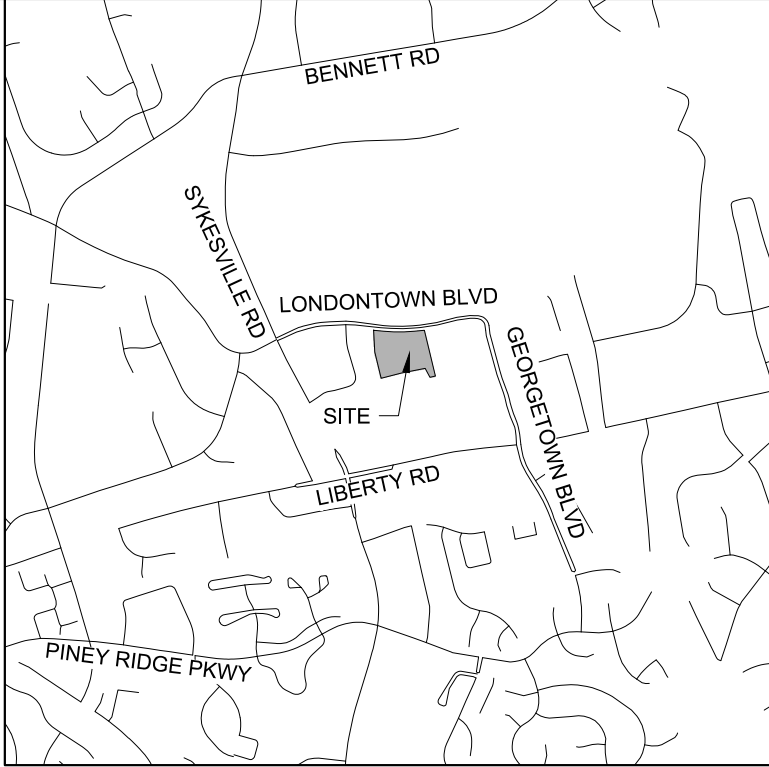 BENNETT RD
SYKESVILLE RD
LONDONTOWN BLVD
GEORGETOWN BLVD
SITE
LIBERTY RD
PINEY RIDGE PKWY